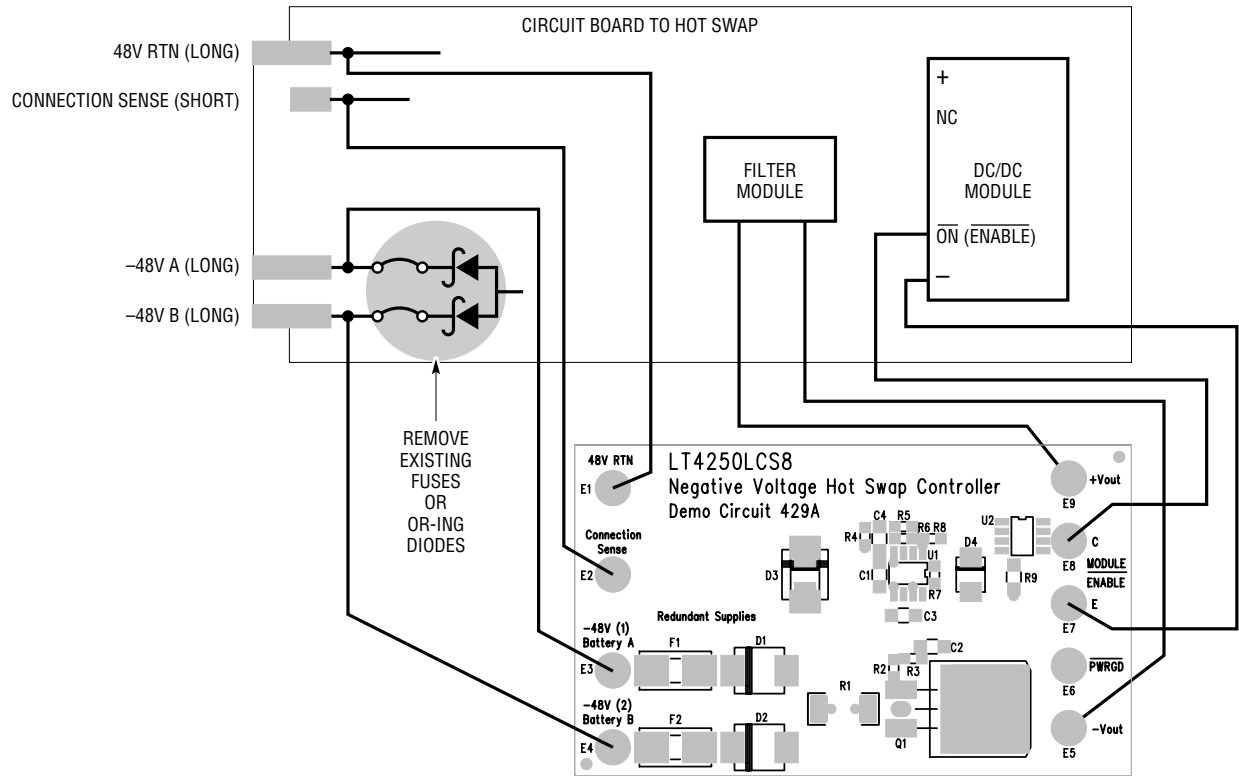 CIRCUIT BOARD TO HOT SWAP
48V RTN (LONG)
CONNECTION SENSE (SHORT)
–48V A (LONG)
–48V B (LONG)
FILTER
MODULE
+
NC
DC/DC
MODULE
ON (ENABLE)
–
REMOVE
EXISTING
FUSES
OR
OR-ING
DIODES
LT4250LCS8
Negative Voltage Hot Swap Controller
Demo Circuit 429A
48V RTN
E1
Connection
Sense
E2
Redundant Supplies
-48V (1)
Battery A
E3
-48V (2)
Battery B
E4
F1
D1
F2
D2
D3
R4
C4
R5
R6
R8
U1
C1
R7
C3
D4
U2
R9
C2
R2
R3
R1
Q1
+Vout
E9
C
E8
MODULE
ENABLE
E
E7
PWRGD
E6
-Vout
E5